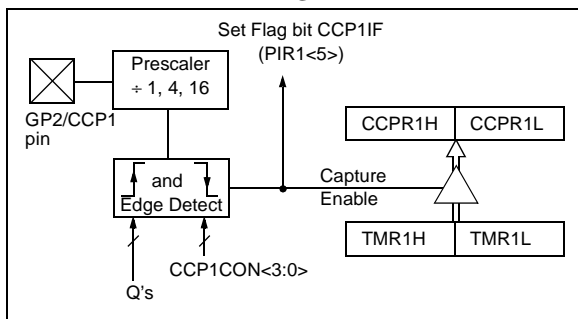 Set Flag bit CCP1IF
(PIR1<5>)
Prescaler
÷ 1, 4, 16
GP2/CCP1
pin
CCPR1H
CCPR1L
and
Edge Detect
Capture
Enable
TMR1H
TMR1L
CCP1CON<3:0>
Q's